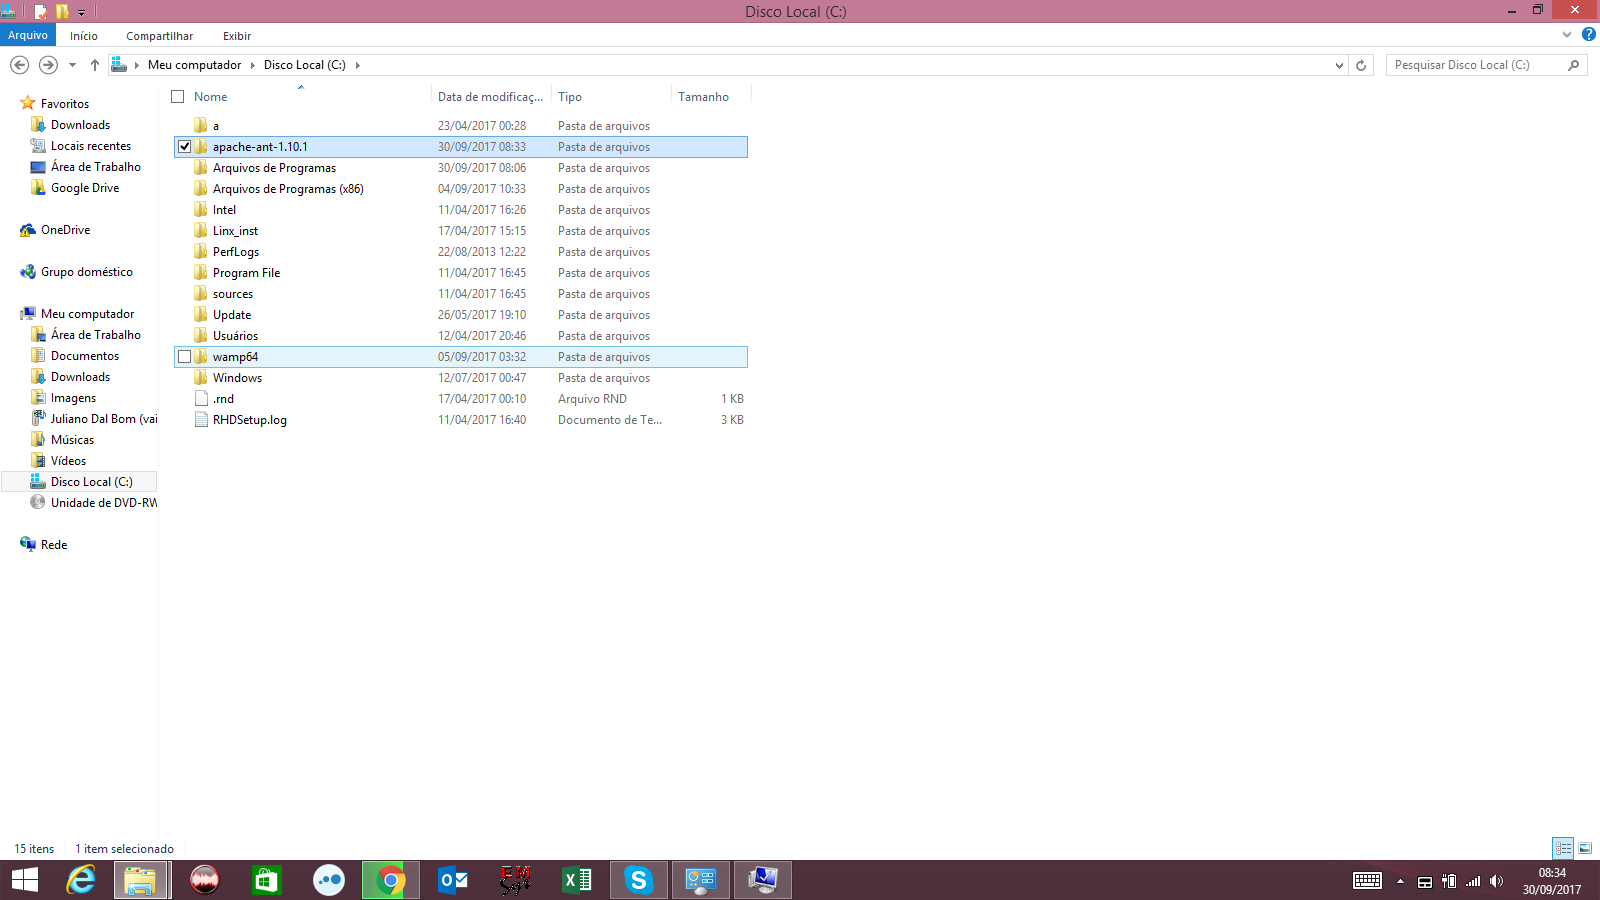 Disco Local (C:)
Arquivo Início Compartilhar Exibir
Meu computador Disco Local (C:) Pesquisar Disco Local (C:)
Nome Data de modificaç... Tipo Tamanho
a 23/04/2017 00:28 Pasta de arquivos
apache-ant-1.10.1 30/09/2017 08:33 Pasta de arquivos
Arquivos de Programas 30/09/2017 08:06 Pasta de arquivos
Arquivos de Programas (x86) 04/09/2017 10:33 Pasta de arquivos
Intel 11/04/2017 16:26 Pasta de arquivos
Linx_inst 17/04/2017 15:15 Pasta de arquivos
PerfLogs 22/08/2013 12:22 Pasta de arquivos
Program File 11/04/2017 16:45 Pasta de arquivos
sources 11/04/2017 16:45 Pasta de arquivos
Update 26/05/2017 19:10 Pasta de arquivos
Usuários 12/04/2017 20:46 Pasta de arquivos
wamp64 05/09/2017 03:32 Pasta de arquivos
Windows 12/07/2017 00:47 Pasta de arquivos
.rnd 17/04/2017 00:10 Arquivo RND 1 KB
RHDSetup.log 11/04/2017 16:40 Documento de Te... 3 KB
Favoritos
Downloads
Locais recentes
Área de Trabalho
Google Drive
OneDrive
Grupo doméstico
Meu computador
Área de Trabalho
Documentos
Downloads
Imagens
Juliano Dal Bom (vai
Músicas
Vídeos
Disco Local (C:)
Unidade de DVD-RW
Rede
15 itens 1 item selecionado
EM
Sys
08:34
30/09/2017